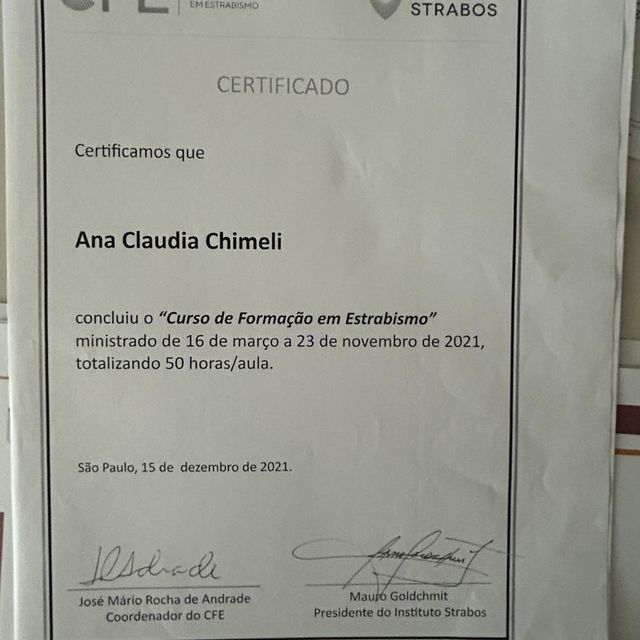 CFE
EM ESTRABISMO
STRABOS
CERTIFICADO
Certificamos que
Ana Claudia Chimeli
concluiu o “Curso de Formação em Estrabismo”
ministrado de 16 de março a 23 de novembro de 2021,
totalizando 50 horas/aula.
São Paulo, 15 de dezembro de 2021.
José Mário Rocha de Andrade
Coordenador do CFE
Mauro Goldchmit
Presidente do Instituto Strabos